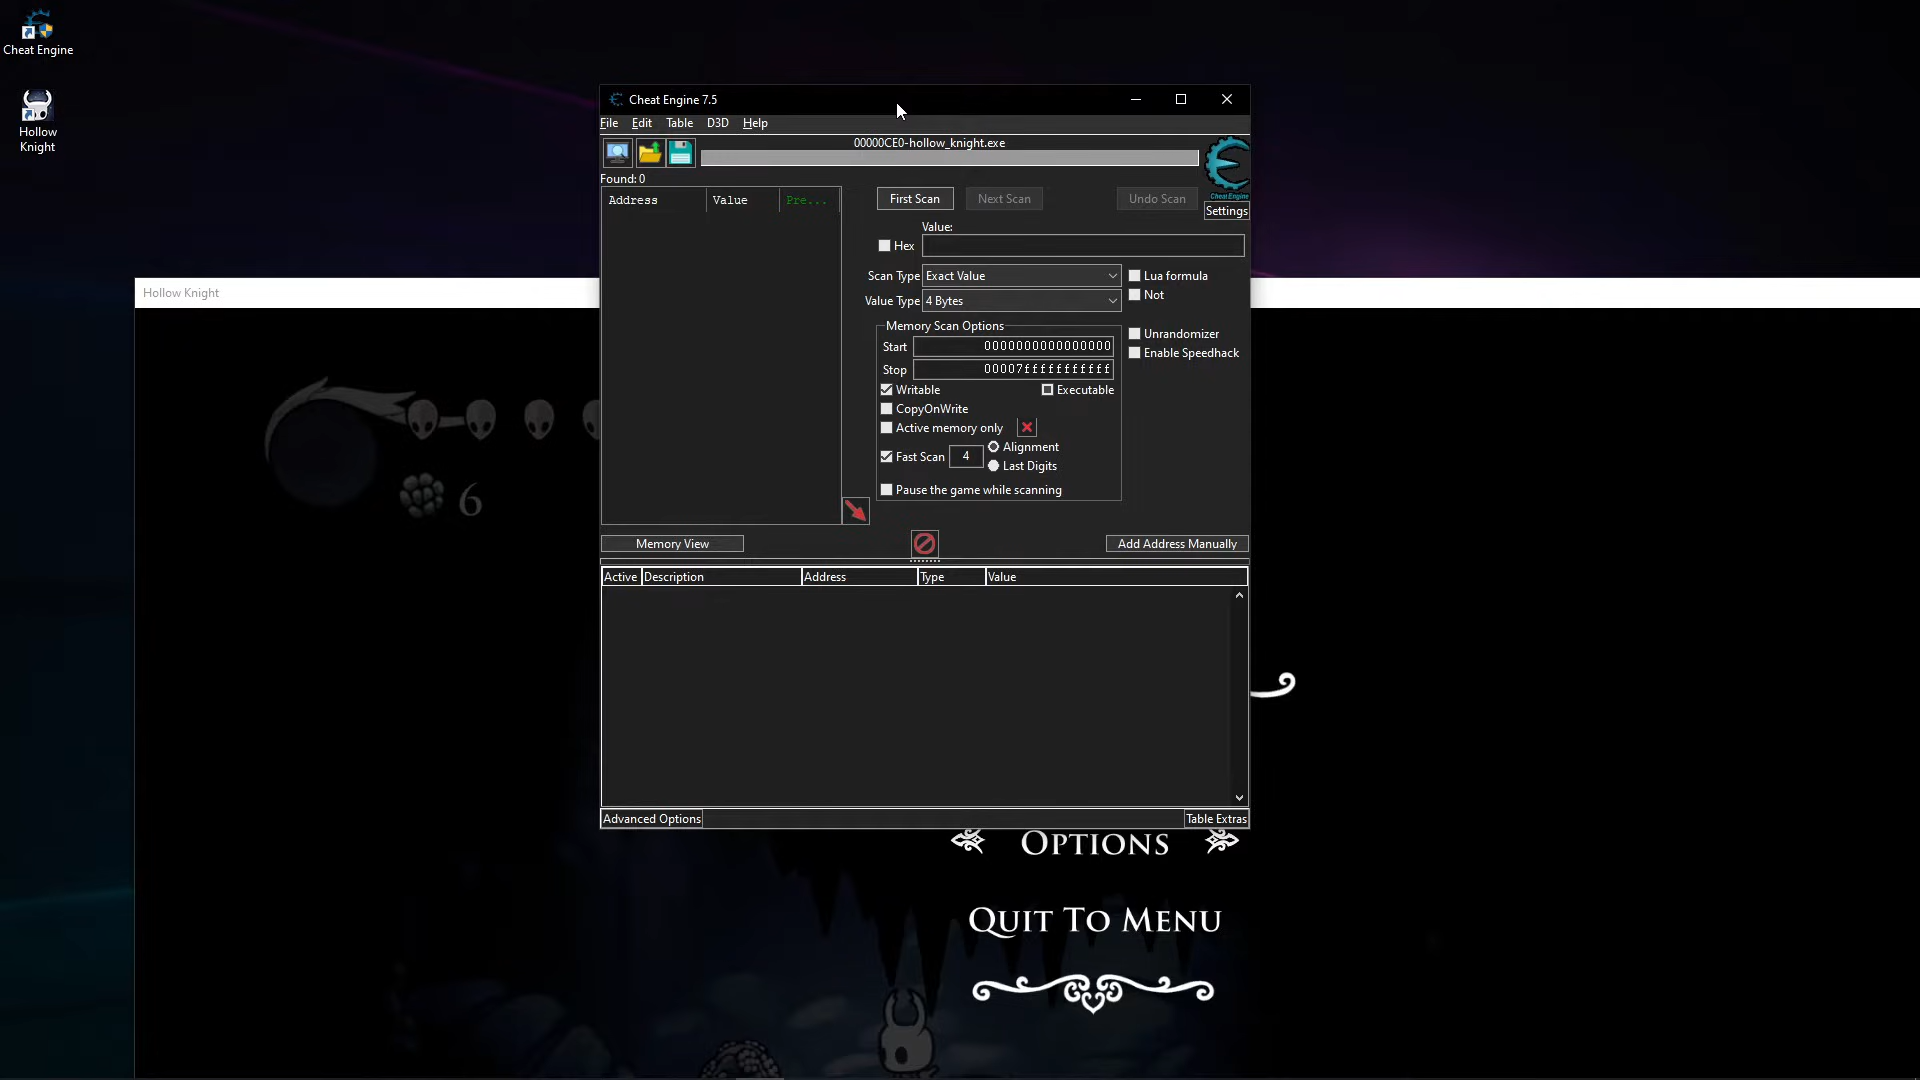 Cheat Engine
Hollow
Knight
Cheat Engine 7.5
File Edit Table D3D Help
00000CE0-hollow_knight.exe
Found: 0
Cheat Engine
Settings
Address Value Pre...
First Scan Next Scan Undo Scan
Value:
Hex
Scan Type Exact Value Lua formula
Not
Value Type 4 Bytes
Memory Scan Options
Start 0000000000000000
Unrandomizer
Enable Speedhack
Stop 00007fffffffffff
Writable Executable
CopyOnWrite
Active memory only
Fast Scan 4 Alignment
Last Digits
Pause the game while scanning
Memory View Add Address Manually
Active Description Address Type Value
Advanced Options Table Extras
Hollow Knight
6
OPTIONS
QUIT TO MENU